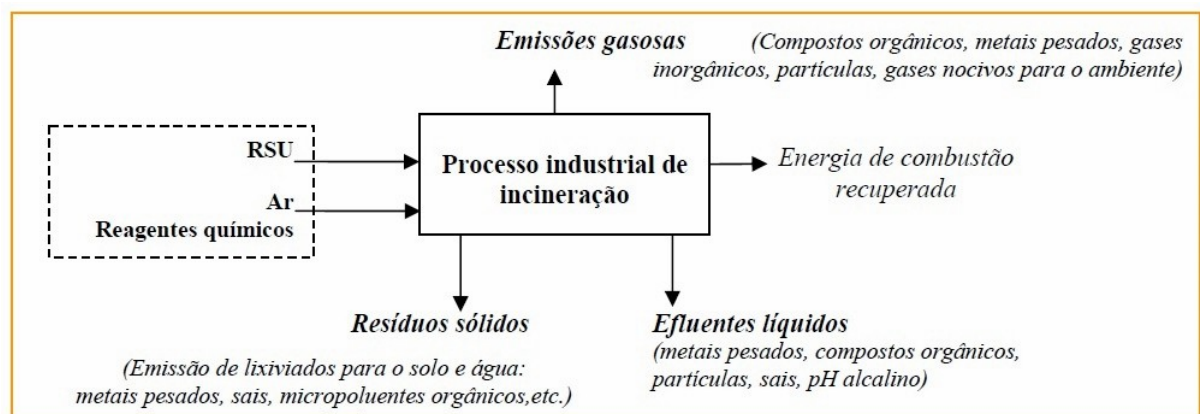 Emissões gasosas
(Compostos orgânicos, metais pesados, gases
inorgânicos, partículas, gases nocivos para o ambiente)
RSU
Ar
Reagentes químicos
Processo industrial de
incineração
Energia de combustão
recuperada
Resíduos sólidos
(Emissão de lixiviados para o solo e água:
metais pesados, sais, micropoluentes orgânicos,etc.)
Efluentes líquidos
(metais pesados, compostos orgânicos,
partículas, sais, pH alcalino)